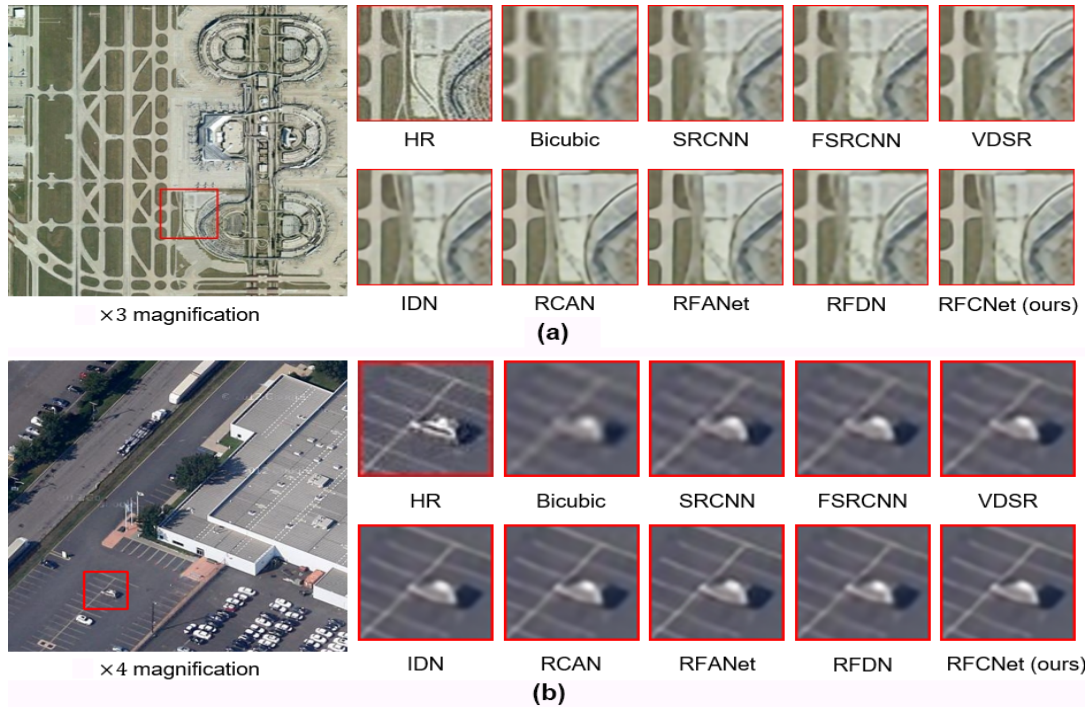 HR Bicubic SRCNN FSRCNN VDSR
IDN RCAN RFANet RFDN RFCNet (ours)
×3 magnification
(a)
HR Bicubic SRCNN FSRCNN VDSR
IDN RCAN RFANet RFDN RFCNet (ours)
×4 magnification
(b)